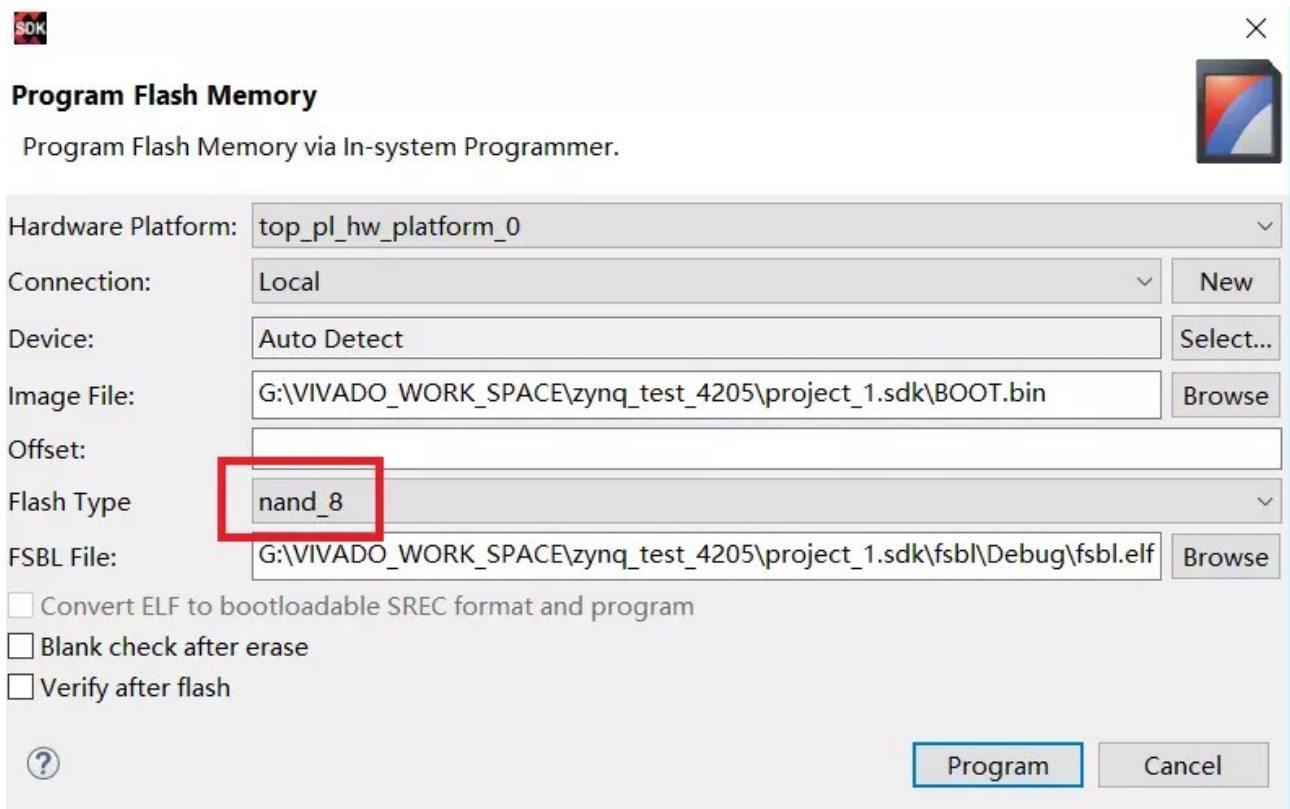 SDK
Program Flash Memory
Program Flash Memory via In-system Programmer.
Hardware Platform: top_pl_hw_platform_0
Connection: Local New
Device: Auto Detect Select...
Image File: G:\VIVADO_WORK_SPACE\zynq_test_4205\project_1.sdk\BOOT.bin Browse
Offset:
Flash Type nand_8
FSBL File: G:\VIVADO_WORK_SPACE\zynq_test_4205\project_1.sdk\fsbl\Debug\fsbl.elf Browse
Convert ELF to bootloadable SREC format and program
Blank check after erase
Verify after flash
? Program Cancel